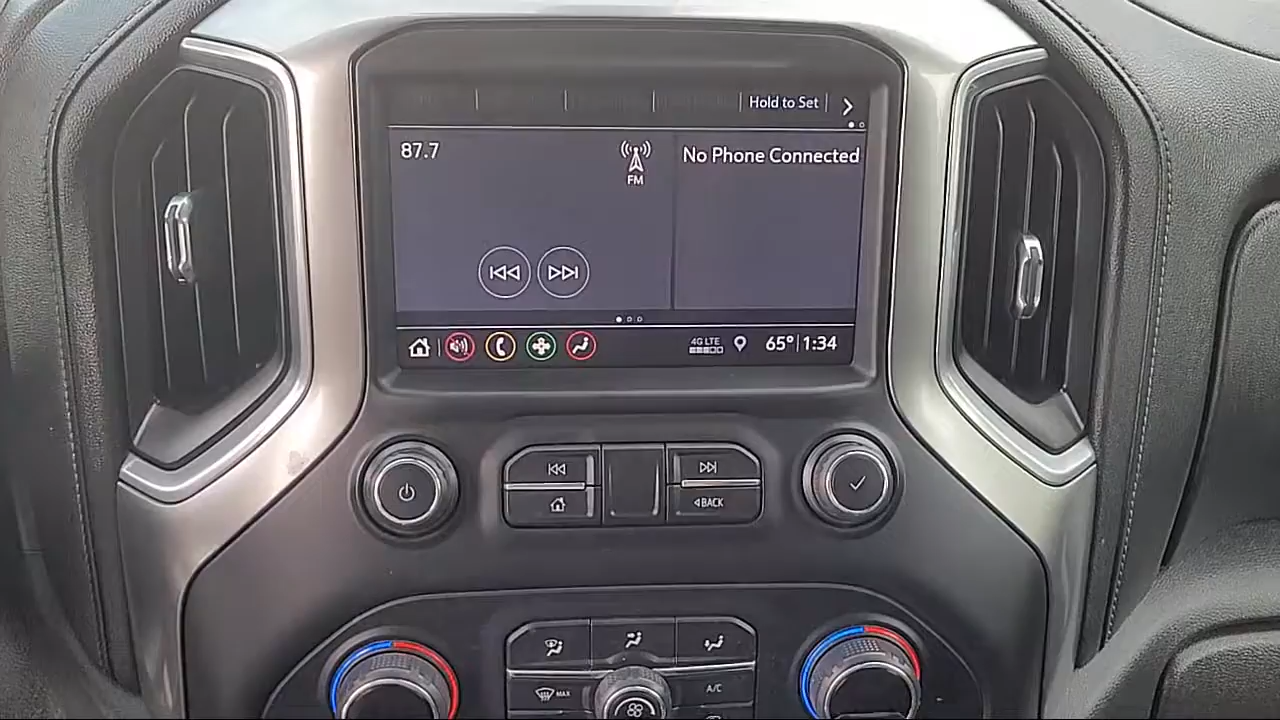 Hold to Set
87.7
FM
No Phone Connected
4G LTE
65° 1:34
BACK
MAX
A/C